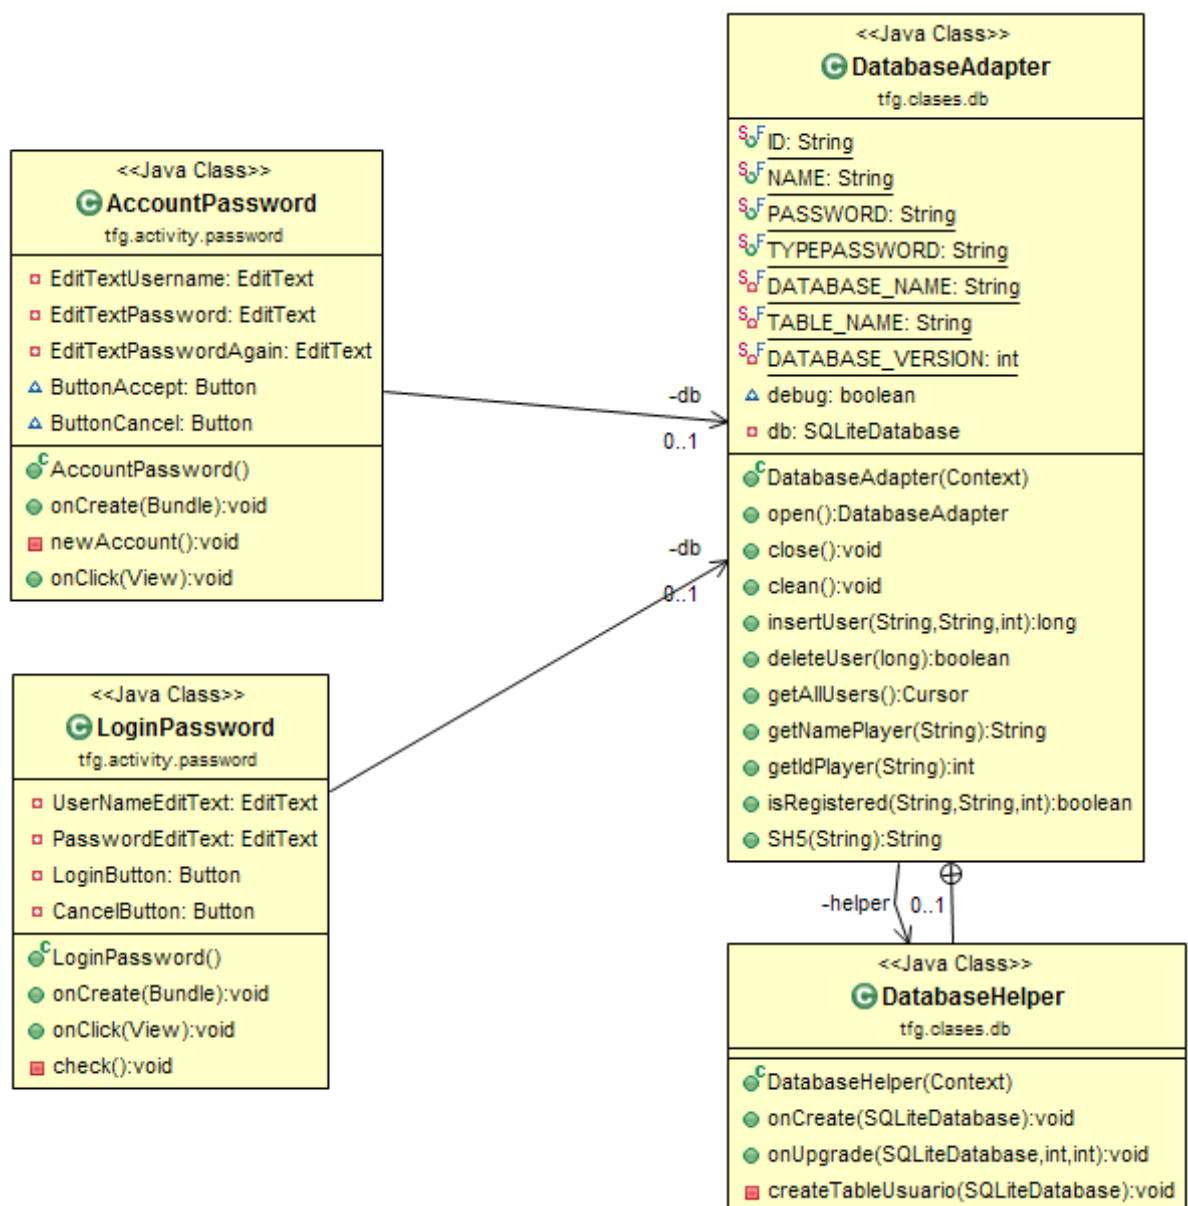 <<Java Class>>
AccountPassword
tfg.activity.password
EditTextUsername: EditText
EditTextPassword: EditText
EditTextPasswordAgain: EditText
ButtonAccept: Button
ButtonCancel: Button
AccountPassword()
onCreate(Bundle):void
newAccount():void
onClick(View):void
<<Java Class>>
LoginPassword
tfg.activity.password
UserNameEditText: EditText
PasswordEditText: EditText
LoginButton: Button
CancelButton: Button
LoginPassword()
onCreate(Bundle):void
onClick(View):void
check():void
-db
0..1
-db
0..1
<<Java Class>>
DatabaseAdapter
tfg.clases.db
ID: String
NAME: String
PASSWORD: String
TYPEPASSWORD: String
DATABASE_NAME: String
TABLE_NAME: String
DATABASE_VERSION: int
debug: boolean
db: SQLiteDatabase
DatabaseAdapter(Context)
open():DatabaseAdapter
close():void
clean():void
insertUser(String,String,int):long
deleteUser(long):boolean
getAllUsers():Cursor
getNamePlayer(String):String
getIdPlayer(String):int
isRegistered(String,String,int):boolean
SH5(String):String
-helper
0..1
<<Java Class>>
DatabaseHelper
tfg.clases.db
DatabaseHelper(Context)
onCreate(SQLiteDatabase):void
onUpgrade(SQLiteDatabase,int,int):void
createTableUsuario(SQLiteDatabase):void